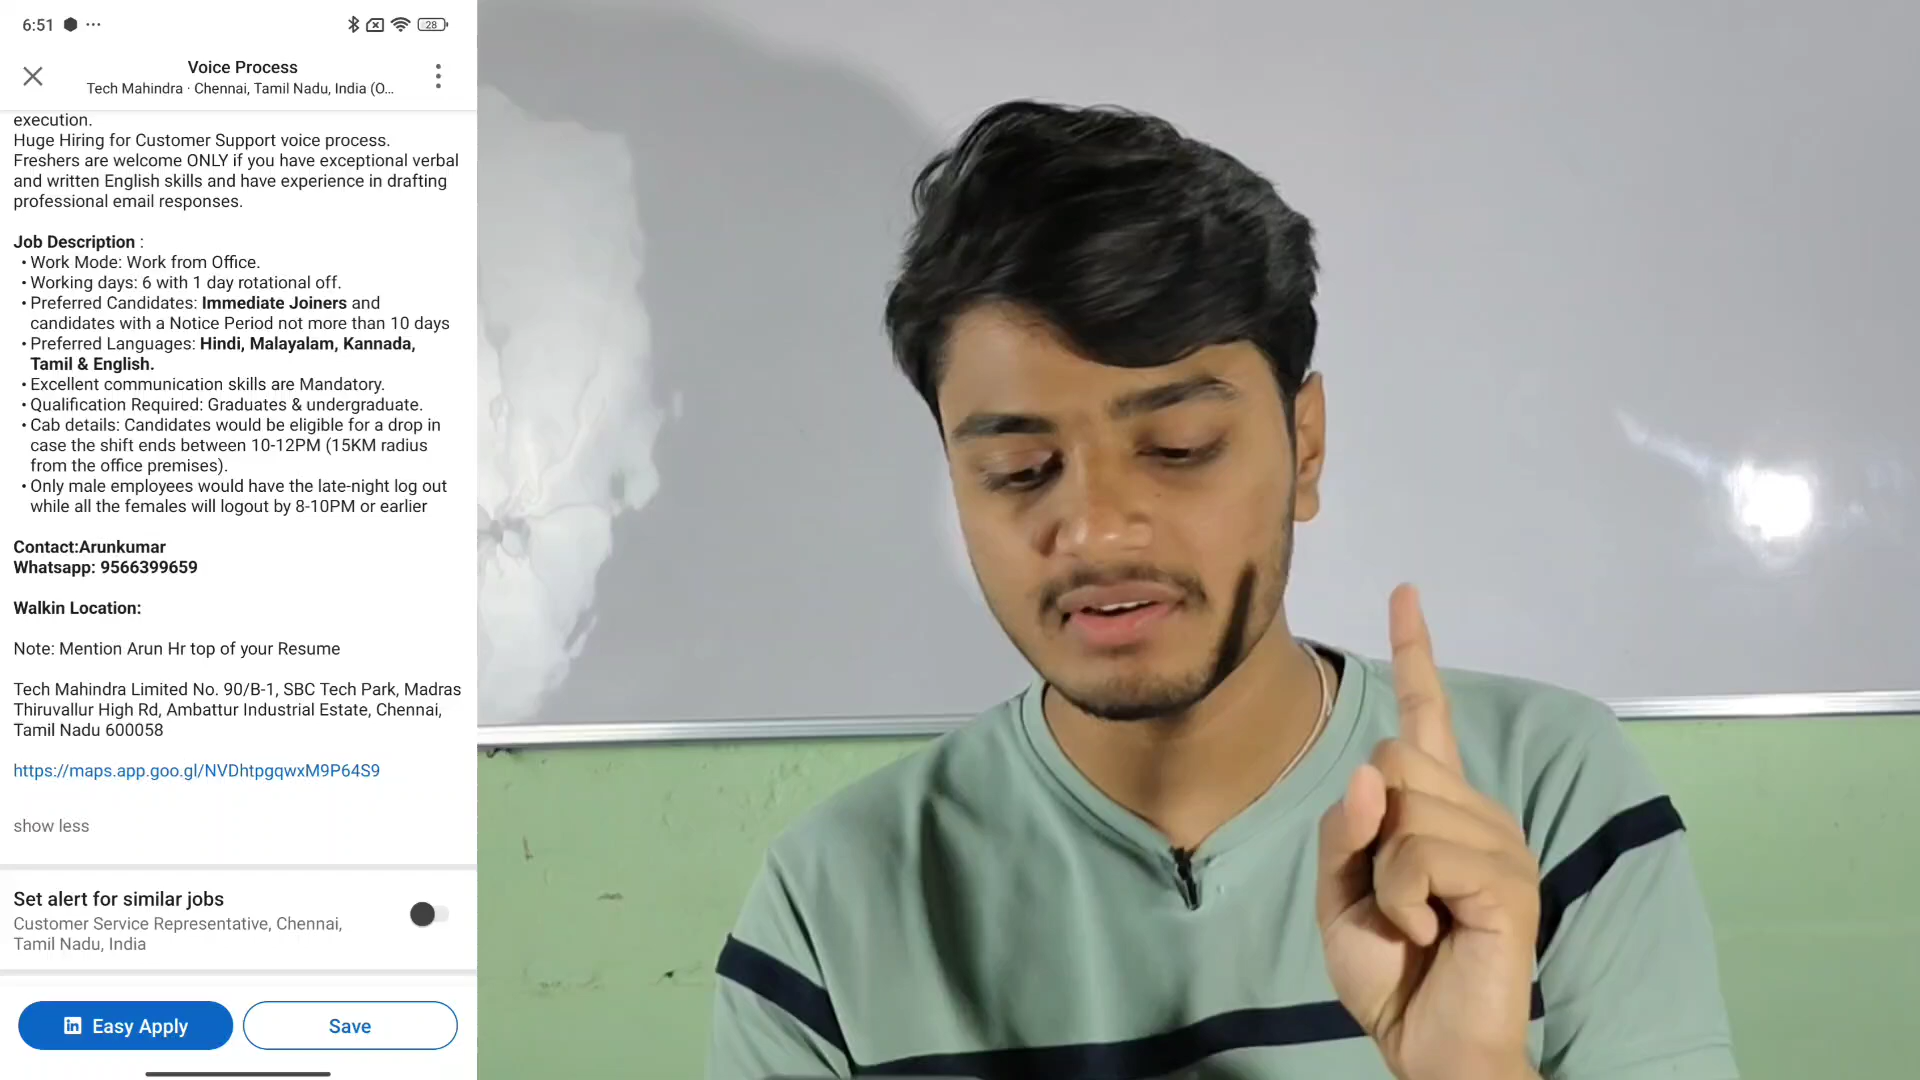 6:51
28
Voice Process
Tech Mahindra · Chennai, Tamil Nadu, India (O...
execution.
Huge Hiring for Customer Support voice process.
Freshers are welcome ONLY if you have exceptional verbal
and written English skills and have experience in drafting
professional email responses.
Job Description :
• Work Mode: Work from Office.
• Working days: 6 with 1 day rotational off.
• Preferred Candidates: Immediate Joiners and
candidates with a Notice Period not more than 10 days
• Preferred Languages: Hindi, Malayalam, Kannada,
Tamil & English.
• Excellent communication skills are Mandatory.
• Qualification Required: Graduates & undergraduate.
• Cab details: Candidates would be eligible for a drop in
case the shift ends between 10-12PM (15KM radius
from the office premises).
• Only male employees would have the late-night log out
while all the females will logout by 8-10PM or earlier
Contact:Arunkumar
Whatsapp: 9566399659
Walkin Location:
Note: Mention Arun Hr top of your Resume
Tech Mahindra Limited No. 90/B-1, SBC Tech Park, Madras
Thiruvallur High Rd, Ambattur Industrial Estate, Chennai,
Tamil Nadu 600058
https://maps.app.goo.gl/NVDhtpgqwxM9P64S9
show less
Set alert for similar jobs
Customer Service Representative, Chennai,
Tamil Nadu, India
in Easy Apply
Save